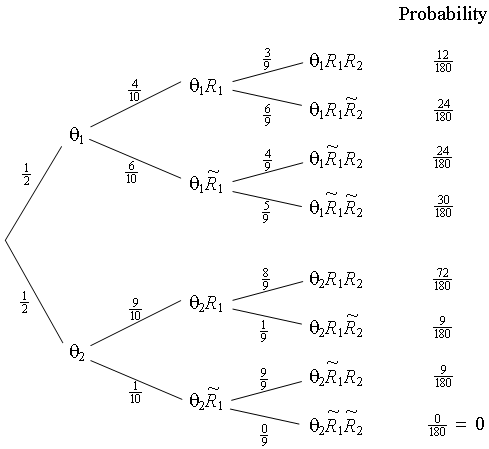 Probability
3/9 θ₁R₁R₂ 12/180
4/10 θ₁R₁
6/9 θ₁R₁R̃₂ 24/180
θ₁
1/2 6/10 4/9 θ₁R̃₁R₂ 24/180
θ₁R̃₁
5/9 θ₁R̃₁R̃₂ 30/180
8/9 θ₂R₁R₂ 72/180
1/2 9/10 θ₂R₁
1/9 θ₂R₁R̃₂ 9/180
θ₂
9/9 θ₂R̃₁R₂ 9/180
1/10 θ₂R̃₁
0/9 θ₂R̃₁R̃₂ 0/180 = 0